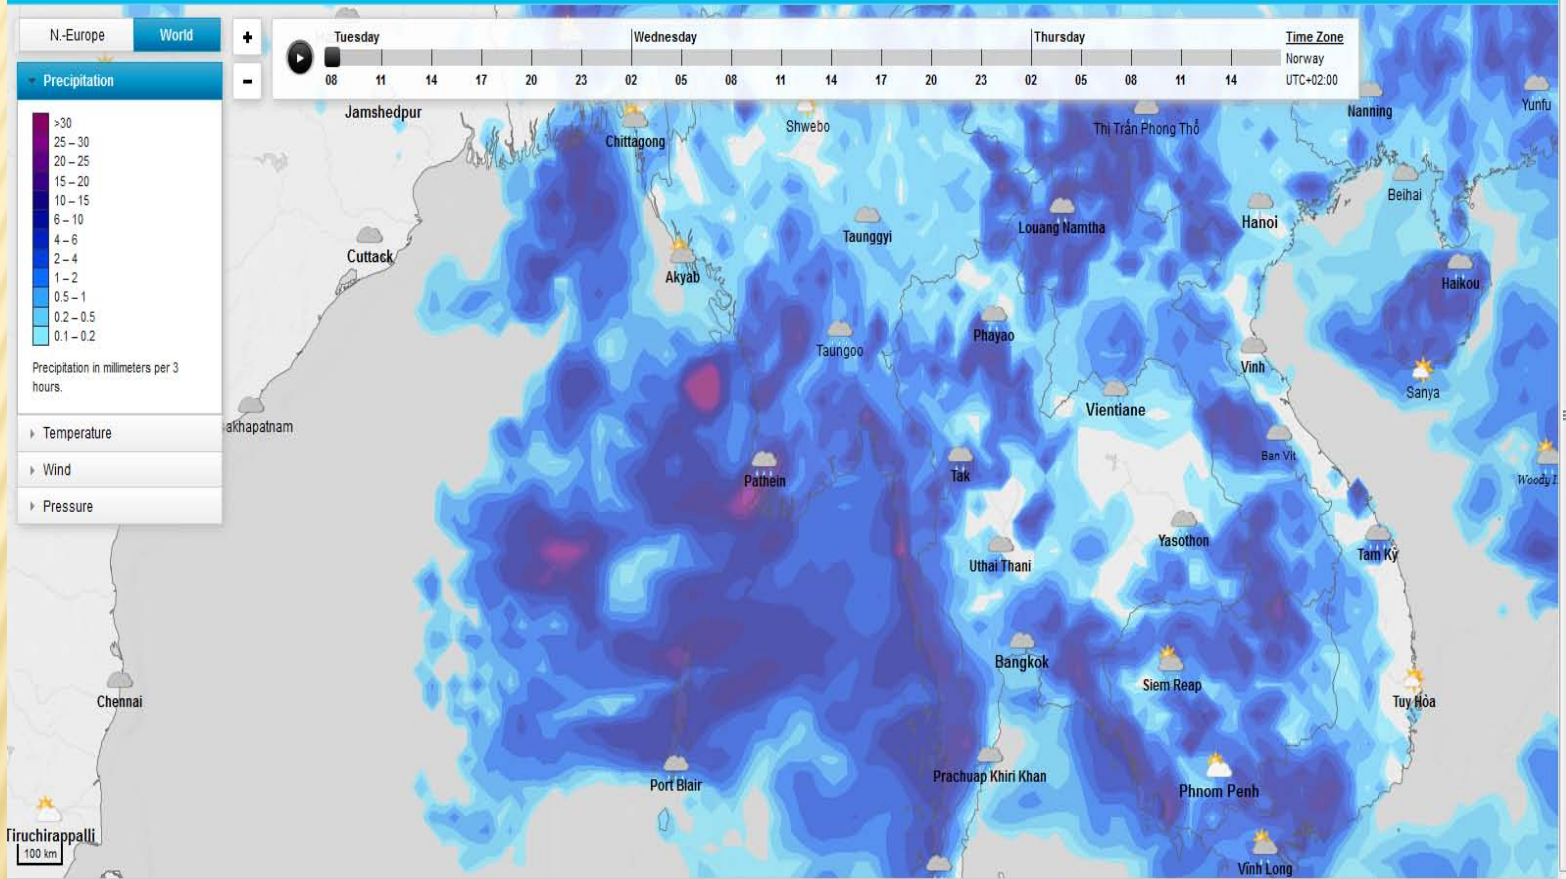 N.-Europe
World
Precipitation
>30
25 – 30
20 – 25
15 – 20
10 – 15
6 – 10
4 – 6
2 – 4
1 – 2
0.5 – 1
0.2 – 0.5
0.1 – 0.2
Precipitation in millimeters per 3
hours.
Temperature
Wind
Pressure
+
-
Tuesday
Wednesday
Thursday
08 11 14 17 20 23 02 05 08 11 14 17 20 23 02 05 08 11 14
Time Zone
Norway
UTC+02:00
Jamshedpur
Chittagong
Shwebo
Thị Trấn Phong Thổ
Nanning
Yunfu
Beihai
Cuttack
Akyab
Taunggyi
Louang Namtha
Hanoi
Haikou
Taungoo
Phayao
Vinh
Sanya
akhapatnam
Vientiane
Ban Vit
Pathein
Tak
Woody I.
Yasothon
Uthai Thani
Tam Kỳ
Bangkok
Siem Reap
Chennai
Tuy Hòa
Port Blair
Prachuap Khiri Khan
Phnom Penh
Tiruchirappalli
100 km
Vĩnh Long